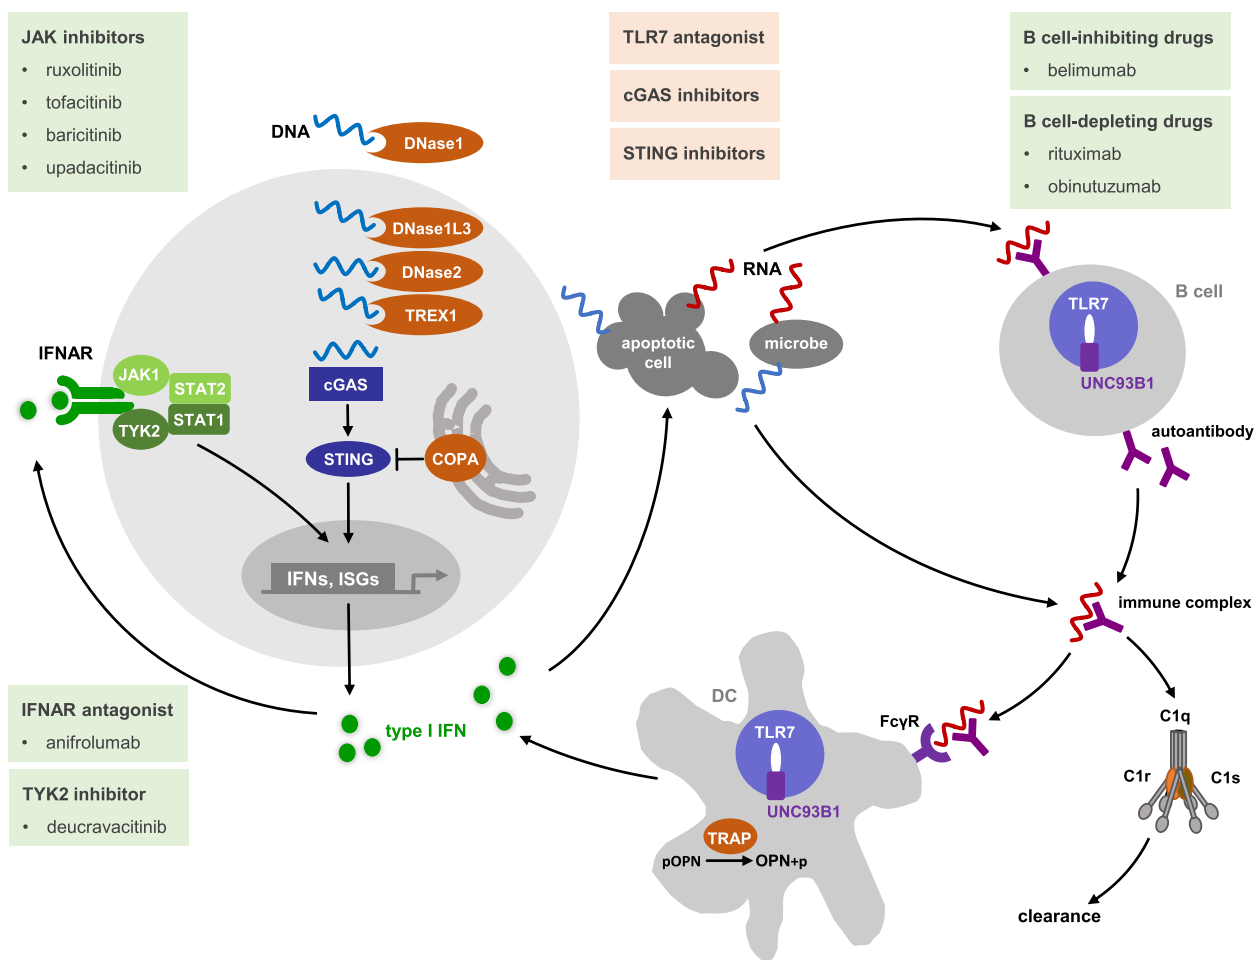 JAK inhibitors
• ruxolitinib
• tofacitinib
• baricitinib
• upadacitinib
TLR7 antagonist
cGAS inhibitors
STING inhibitors
B cell-inhibiting drugs
• belimumab
B cell-depleting drugs
• rituximab
• obinutuzumab
DNA
DNase1
DNase1L3
DNase2
TREX1
cGAS
STING
COPA
IFNAR
JAK1
STAT2
TYK2
STAT1
IFNs, ISGs
type I IFN
RNA
apoptotic
cell
microbe
B cell
TLR7
UNC93B1
autoantibody
immune complex
C1q
C1r
C1s
clearance
FcγR
DC
TLR7
UNC93B1
TRAP
pOPN
OPN+p
IFNAR antagonist
• anifrolumab
TYK2 inhibitor
• deucravacitinib